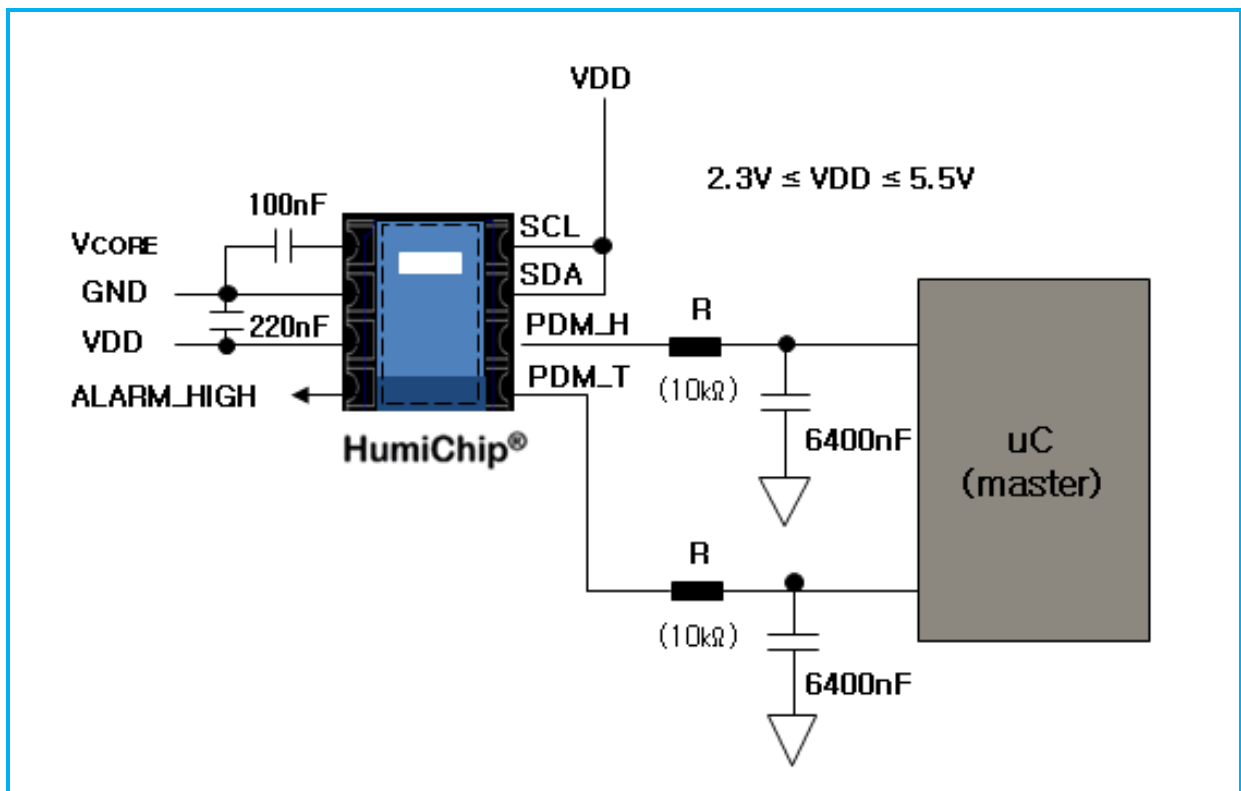 VDD
2.3V ≤ VDD ≤ 5.5V
100nF
VCORE
SCL
GND
SDA
220nF
VDD
PDM_H
R
(10kΩ)
ALARM_HIGH
PDM_T
6400nF
HumiChip®
uC
(master)
R
(10kΩ)
6400nF